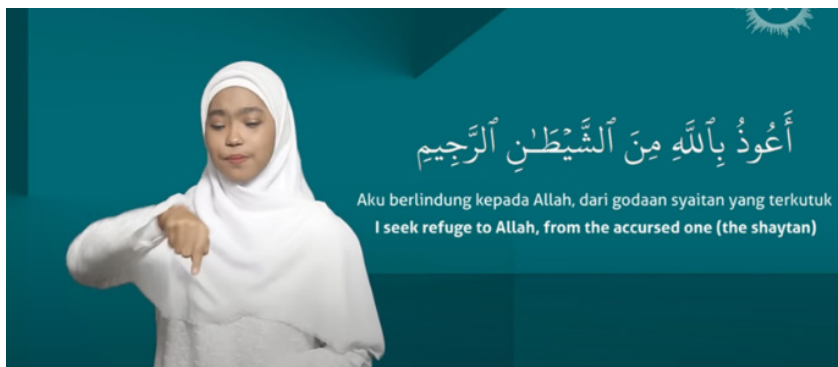 أَعُوذُ بِٱللَّهِ مِنَ ٱلشَّيْطَـٰنِ ٱلرَّجِيمِ
Aku berlindung kepada Allah, dari godaan syaitan yang terkutuk
I seek refuge to Allah, from the accursed one (the shaytan)